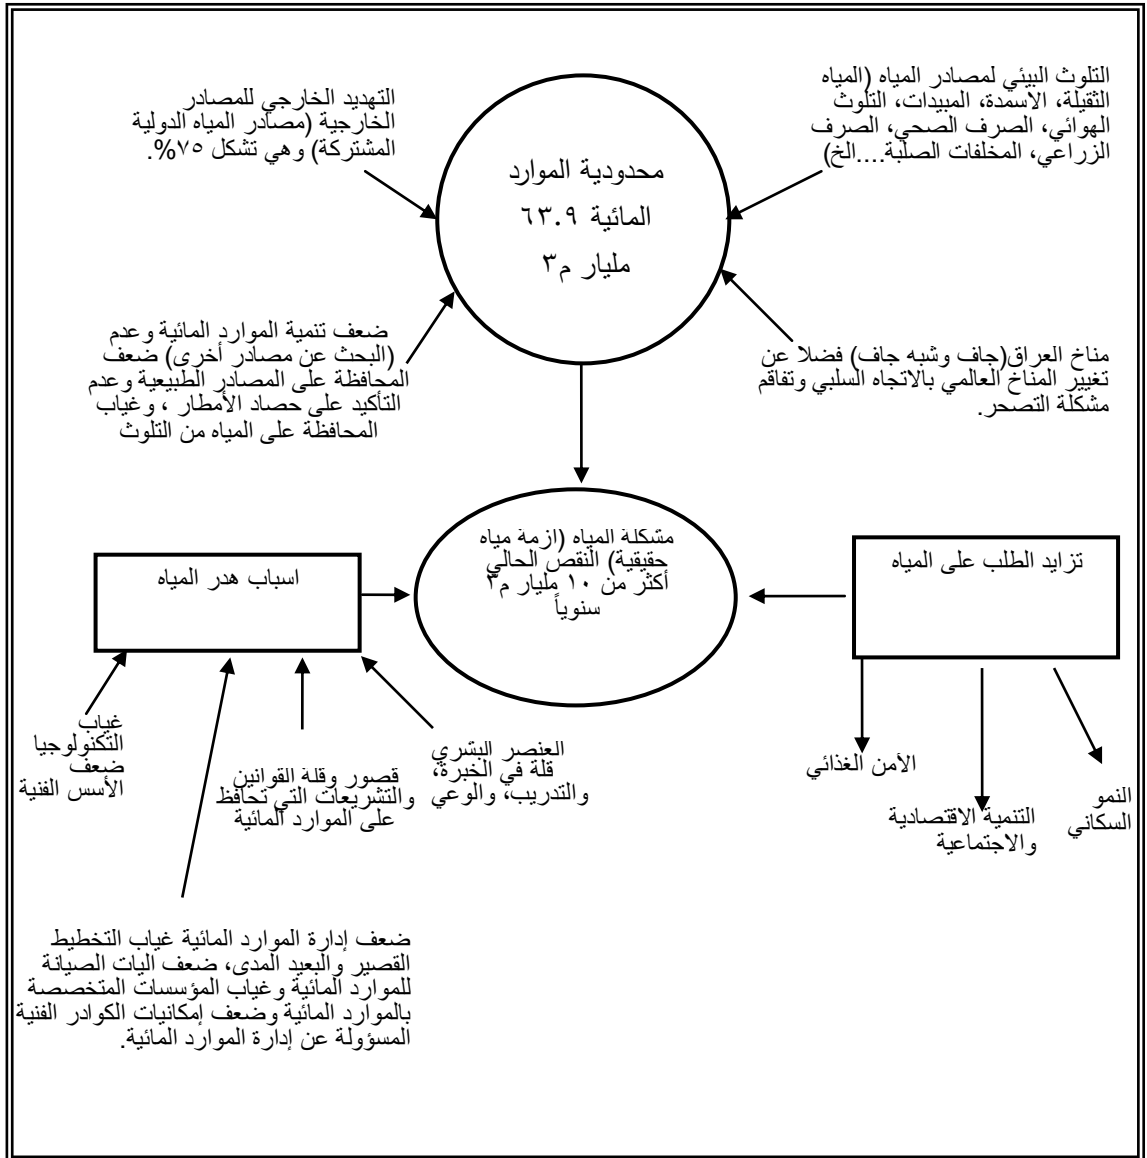 التلوث البيئي لمصادر المياه (المياه
الثقيلة، الاسمدة، المبيدات، التلوث
الهوائي، الصرف الصحي، الصرف
الزراعي، المخلفات الصلبة....الخ)
التهديد الخارجي للمصادر
الخارجية (مصادر المياه الدولية
المشتركة) وهي تشكل ٧٥%.
محدودية الموارد
المائية ٦٣.٩
مليار م٣
مناخ العراق(جاف وشبه جاف) فضلا عن
تغيير المناخ العالمي بالاتجاه السلبي وتفاقم
مشكلة التصحر.
ضعف تنمية الموارد المائية وعدم
(البحث عن مصادر أخرى) ضعف
المحافظة على المصادر الطبيعية وعدم
التأكيد على حصاد الأمطار ، وغياب
المحافظة على المياه من التلوث
مشكلة المياه (ازمة مياه
حقيقية) النقص الحالي
أكثر من ١٠ مليار م٣
سنوياً
تزايد الطلب على المياه
اسباب هدر المياه
النمو
السكاني
التنمية الاقتصادية
والاجتماعية
الأمن الغذائي
العنصر البشري
قلة في الخبرة،
والتدريب، والوعي
قصور وقلة القوانين
والتشريعات التي تحافظ
على الموارد المائية
غياب
التكنولوجيا
ضعف
الأسس الفنية
ضعف إدارة الموارد المائية غياب التخطيط
القصير والبعيد المدى، ضعف اليات الصيانة
للموارد المائية وغياب المؤسسات المتخصصة
بالموارد المائية وضعف إمكانيات الكوادر الفنية
المسؤولة عن إدارة الموارد المائية.